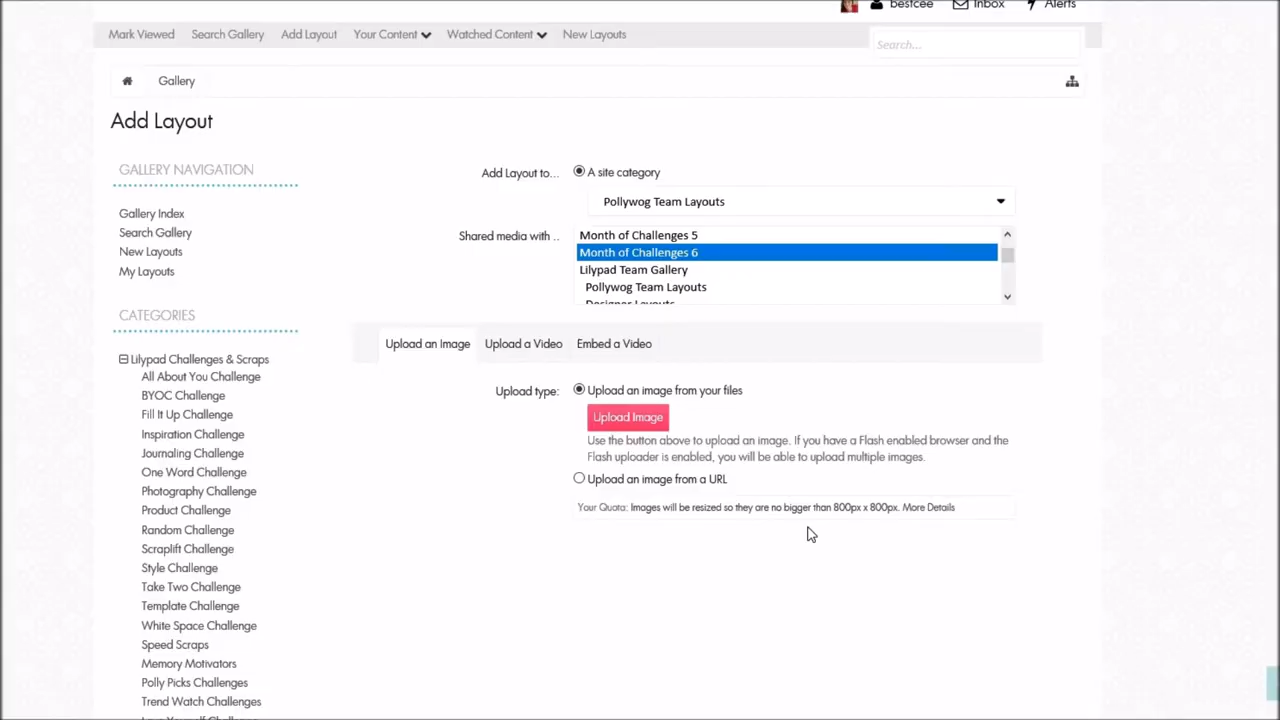 bestcee Inbox Alerts
Mark Viewed Search Gallery Add Layout Your Content Watched Content New Layouts
Search...
Gallery
Add Layout
GALLERY NAVIGATION
Gallery Index
Search Gallery
New Layouts
My Layouts
CATEGORIES
Lilypad Challenges & Scraps
All About You Challenge
BYOC Challenge
Fill It Up Challenge
Inspiration Challenge
Journaling Challenge
One Word Challenge
Photography Challenge
Product Challenge
Random Challenge
Scraplift Challenge
Style Challenge
Take Two Challenge
Template Challenge
White Space Challenge
Speed Scraps
Memory Motivators
Polly Picks Challenges
Trend Watch Challenges
Add Layout to... A site category
Pollywog Team Layouts
Shared media with ..
Month of Challenges 5
Month of Challenges 6
Lilypad Team Gallery
Pollywog Team Layouts
Designer Layouts
Upload an Image Upload a Video Embed a Video
Upload type: Upload an image from your files
Upload Image
Use the button above to upload an image. If you have a Flash enabled browser and the
Flash uploader is enabled, you will be able to upload multiple images.
Upload an image from a URL
Your Quota: Images will be resized so they are no bigger than 800px x 800px. More Details